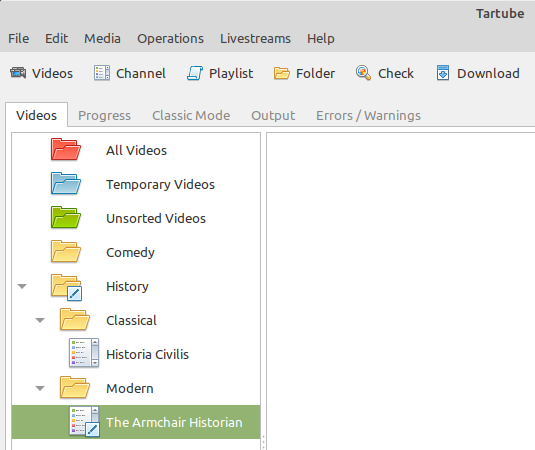 Tartube
File Edit Media Operations Livestreams Help
Videos Channel Playlist Folder Check Download
Videos Progress Classic Mode Output Errors / Warnings
All Videos
Temporary Videos
Unsorted Videos
Comedy
History
Classical
Historia Civilis
Modern
The Armchair Historian